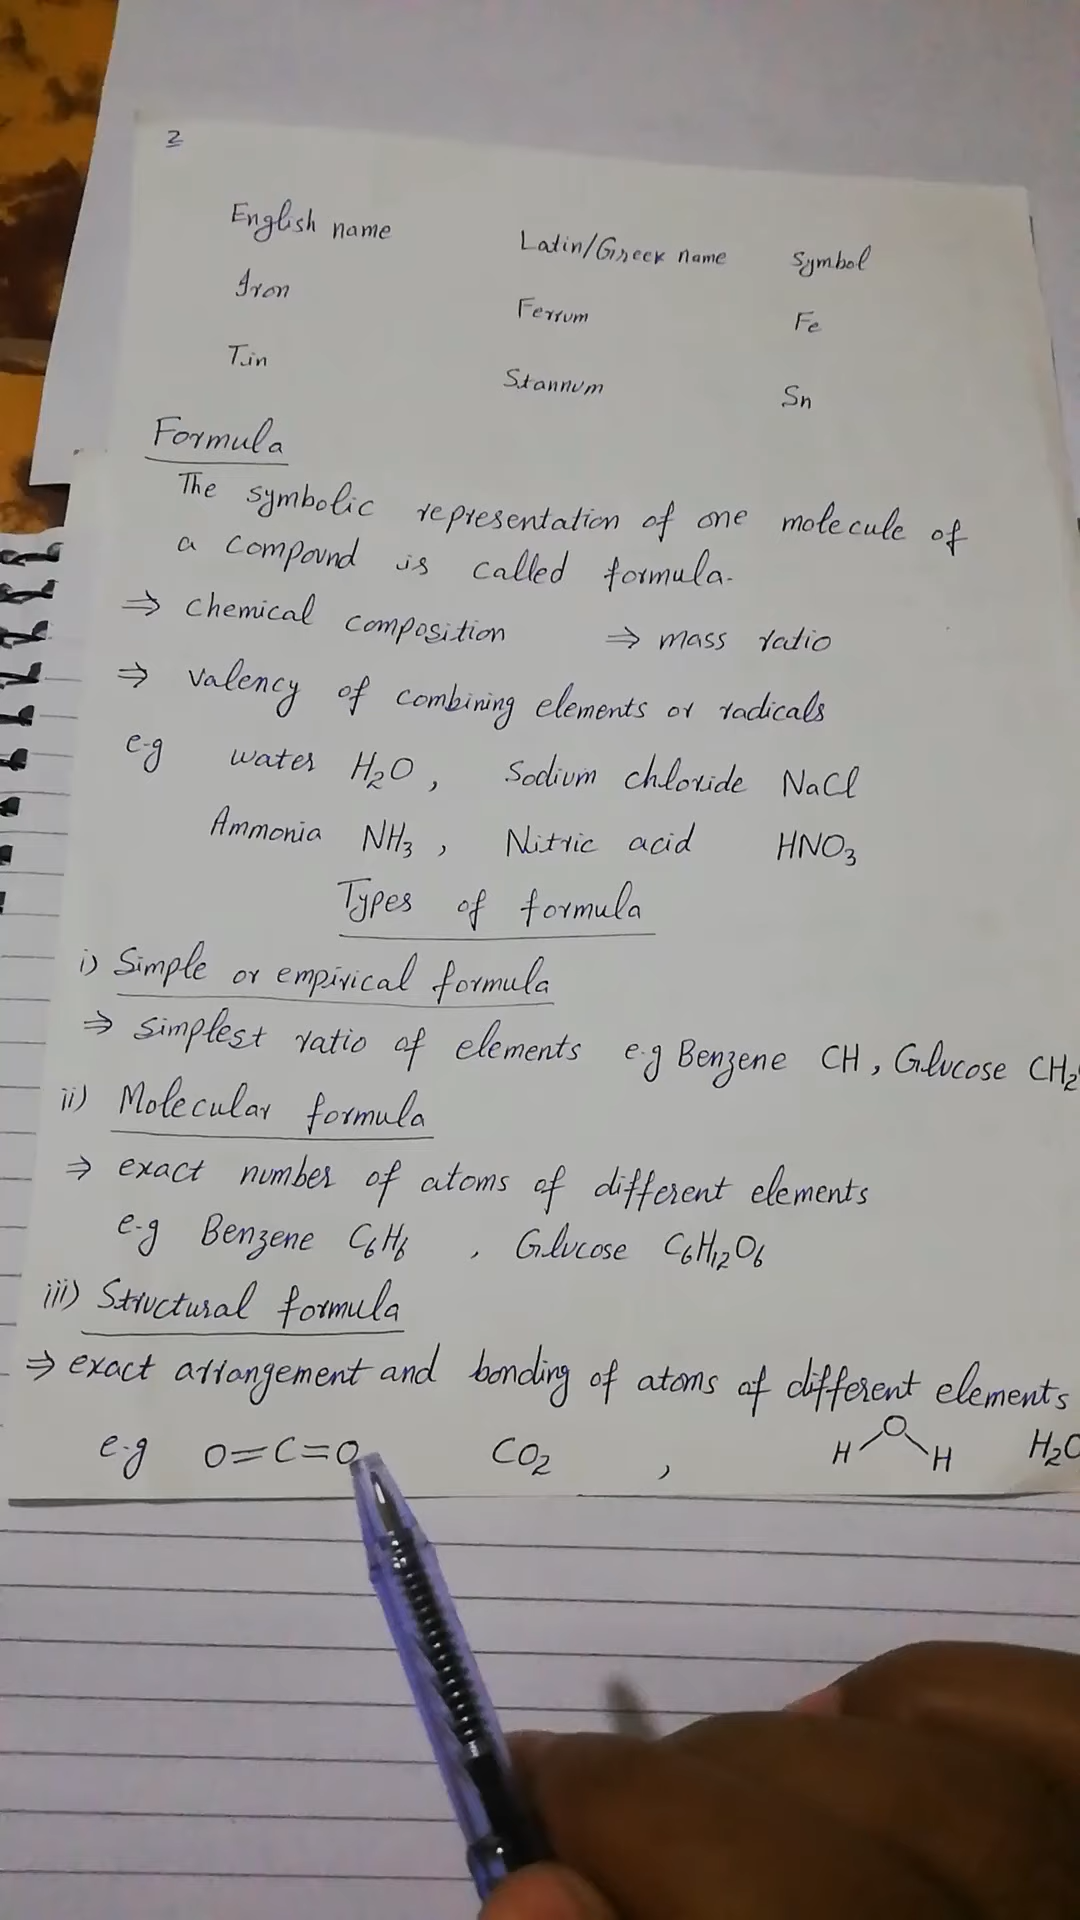 2
English name Latin/Greek name Symbol
Iron Ferrum Fe
Tin Stannum Sn
Formula
The symbolic representation of one molecule of
a compound is called formula.
⇒ chemical composition ⇒ mass ratio
⇒ valency of combining elements or radicals
e.g water H₂O, Sodium chloride NaCl
Ammonia NH₃, Nitric acid HNO₃
Types of formula
i) Simple or empirical formula
⇒ simplest ratio of elements e.g Benzene CH, Glucose CH₂
ii) Molecular formula
⇒ exact number of atoms of different elements
e.g Benzene C₆H₆, Glucose C₆H₁₂O₆
iii) Structural formula
⇒ exact arrangement and bonding of atoms of different elements
e.g O=C=O CO₂, H O H H₂O